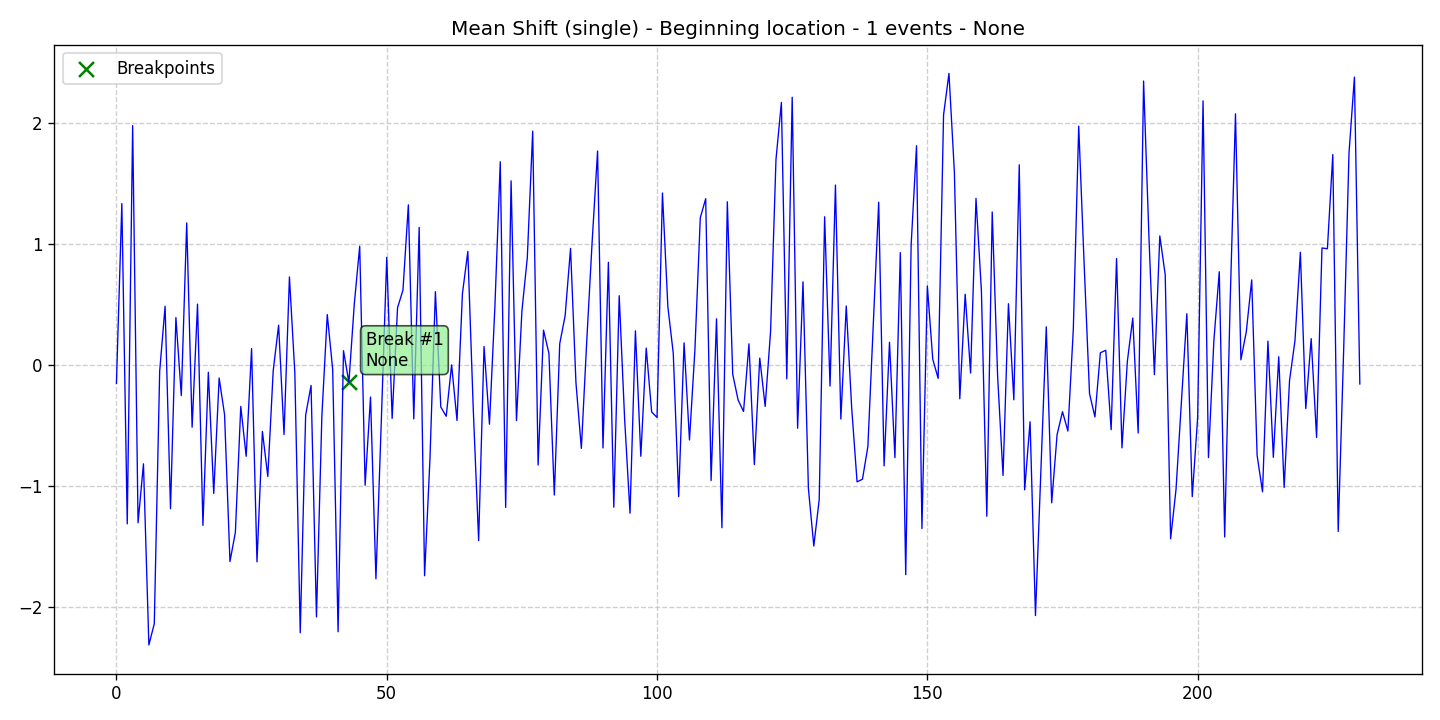 Mean Shift (single) - Beginning location - 1 events - None
Breakpoints
Break #1
None
2
1
0
−1
−2
0
50
100
150
200